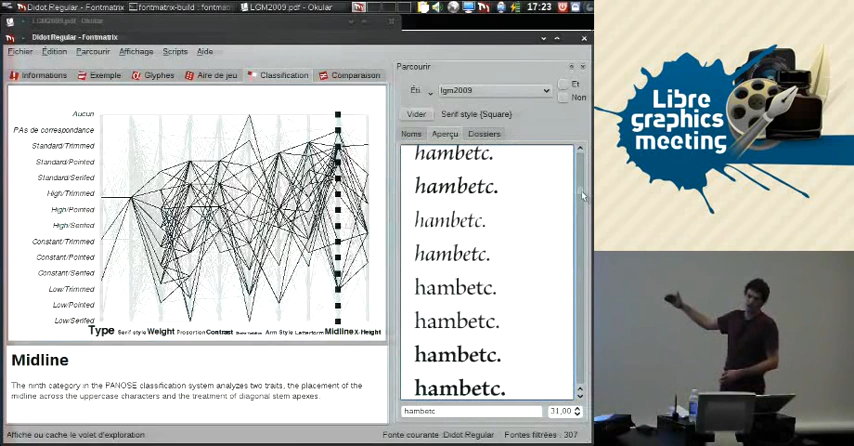 Didot Regular - Fontmatrix
fontmatrix-build : fontma
LGM2009.pdf - Okular
17:23
LGM2009.pdf - Okular
Didot Regular - Fontmatrix
Fichier Édition Parcourir Affichage Scripts Aide
Informations Exemple Glyphes Aire de jeu Classification Comparaison
Aucun
PAs de correspondance
Standard/Trimmed
Standard/Pointed
Standard/Serifed
High/Trimmed
High/Pointed
High/Serifed
Constant/Trimmed
Constant/Pointed
Constant/Serifed
Low/Trimmed
Low/Pointed
Low/Serifed
Type Serif style Weight Proportion Contrast Arm Style Letterform Midline X-Height
Midline
The ninth category in the PANOSE classification system analyzes two traits, the placement of the
midline across the uppercase characters and the treatment of diagonal stem apexes.
Parcourir
Éti. lgm2009
Et
Non
Vider Serif style {Square}
Noms Aperçu Dossiers
hambetc.
hambetc.
hambetc.
hambetc.
hambetc.
hambetc.
hambetc.
hambetc.
hambetc 31,00
Affiche ou cache le volet d'exploration
Fonte courante :Didot Regular Fontes filtrées : 307
Libre
graphics
meeting